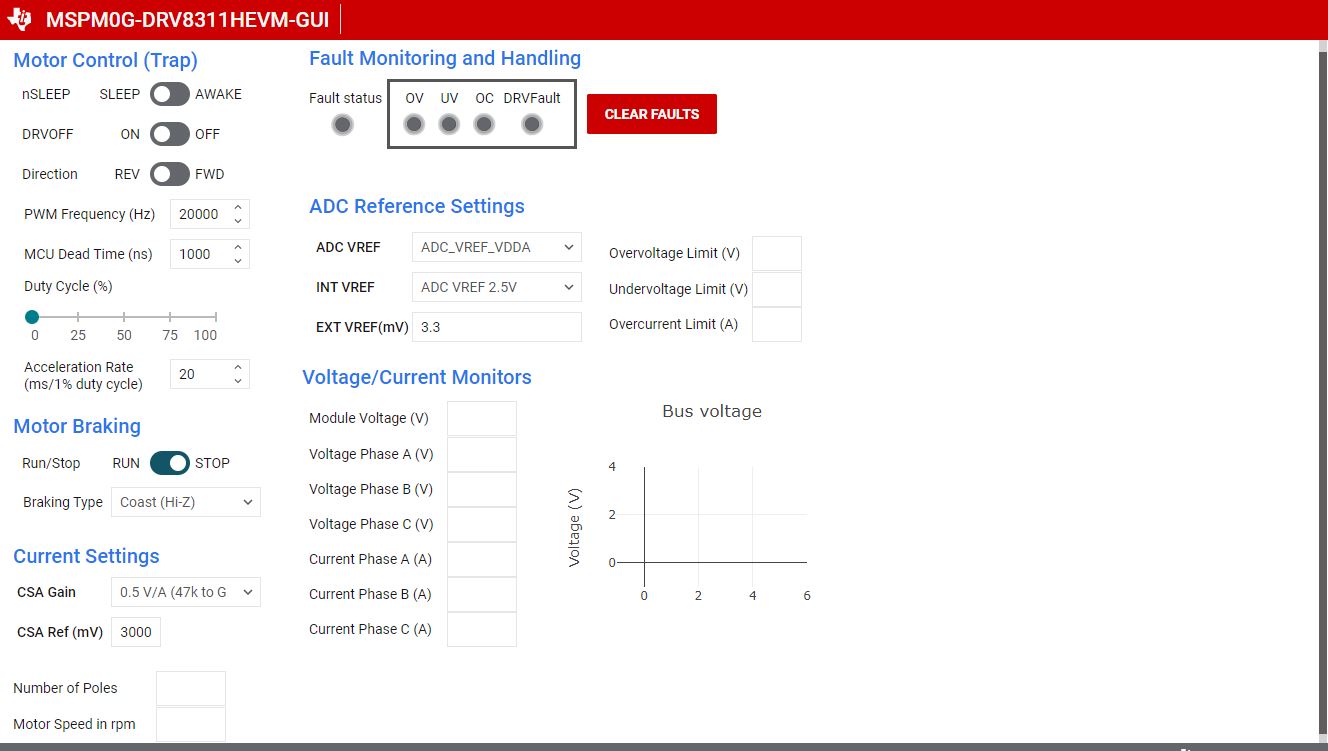 MSPM0G-DRV8311HEVM-GUI
Motor Control (Trap)
nSLEEP SLEEP AWAKE
DRVOFF ON OFF
Direction REV FWD
PWM Frequency (Hz) 20000
MCU Dead Time (ns) 1000
Duty Cycle (%)
0 25 50 75 100
Acceleration Rate
(ms/1% duty cycle) 20
Motor Braking
Run/Stop RUN STOP
Braking Type Coast (Hi-Z)
Current Settings
CSA Gain 0.5 V/A (47k to G
CSA Ref (mV) 3000
Number of Poles
Motor Speed in rpm
Fault Monitoring and Handling
Fault status OV UV OC DRVFault
CLEAR FAULTS
ADC Reference Settings
ADC VREF ADC_VREF_VDDA
INT VREF ADC VREF 2.5V
EXT VREF(mV) 3.3
Overvoltage Limit (V)
Undervoltage Limit (V)
Overcurrent Limit (A)
Voltage/Current Monitors
Module Voltage (V)
Voltage Phase A (V)
Voltage Phase B (V)
Voltage Phase C (V)
Current Phase A (A)
Current Phase B (A)
Current Phase C (A)
Bus voltage
Voltage (V)
4
2
0
0 2 4 6